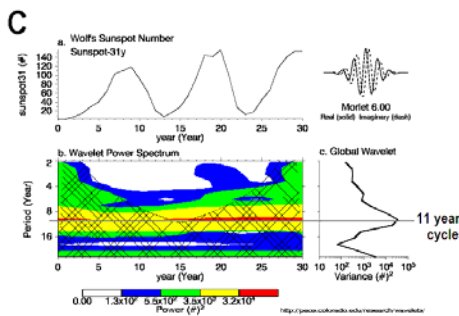 C
a. Wolf's Sunspot Number
Sunspot-31y
sunspot31 (#)
140
120
100
80
60
40
20
0 5 10 15 20 25 30
year (Year)
Morlet 6.00
Real (solid) Imaginary (dash)
b. Wavelet Power Spectrum
Period (Year)
2
4
8
16
0 5 10 15 20 25 30
year (Year)
c. Global Wavelet
11 year
cycle
10 10² 10³ 10⁴ 10⁵
Variance (#)²
0.00 1.3x10² 5.5x10² 3.5x10³ 3.2x10⁴
Power (#)²